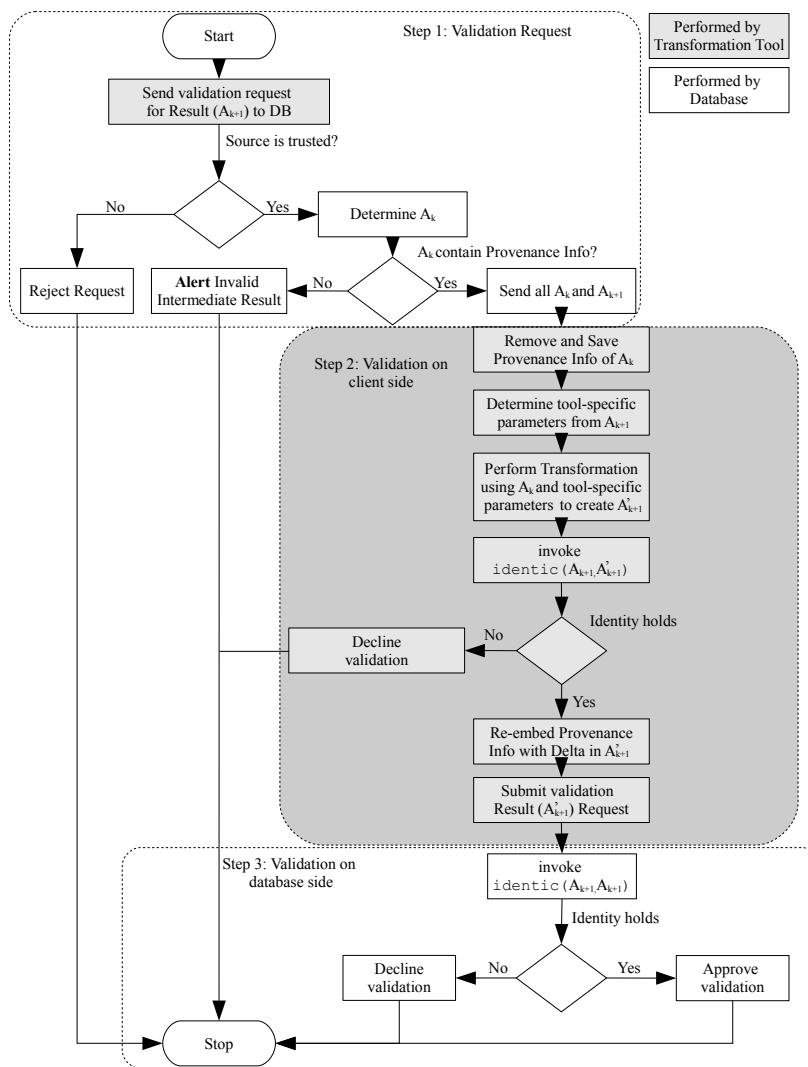 Start
Step 1: Validation Request
Performed by
Transformation Tool
Performed by
Database
Send validation request
for Result (Aₖ₊₁) to DB
Source is trusted?
No
Yes
Determine Aₖ
Aₖ contain Provenance Info?
No
Yes
Reject Request
Alert Invalid
Intermediate Result
Send all Aₖ and Aₖ₊₁
Step 2: Validation on
client side
Remove and Save
Provenance Info of Aₖ
Determine tool-specific
parameters from Aₖ₊₁
Perform Transformation
using Aₖ and tool-specific
parameters to create A'ₖ₊₁
invoke
identic(Aₖ₊₁,A'ₖ₊₁)
Identity holds
No
Decline
validation
Yes
Re-embed Provenance
Info with Delta in A'ₖ₊₁
Submit validation
Result (A'ₖ₊₁) Request
Step 3: Validation on
database side
invoke
identic(Aₖ₊₁,Aₖ₊₁)
Identity holds
Decline
validation
No
Yes
Approve
validation
Stop